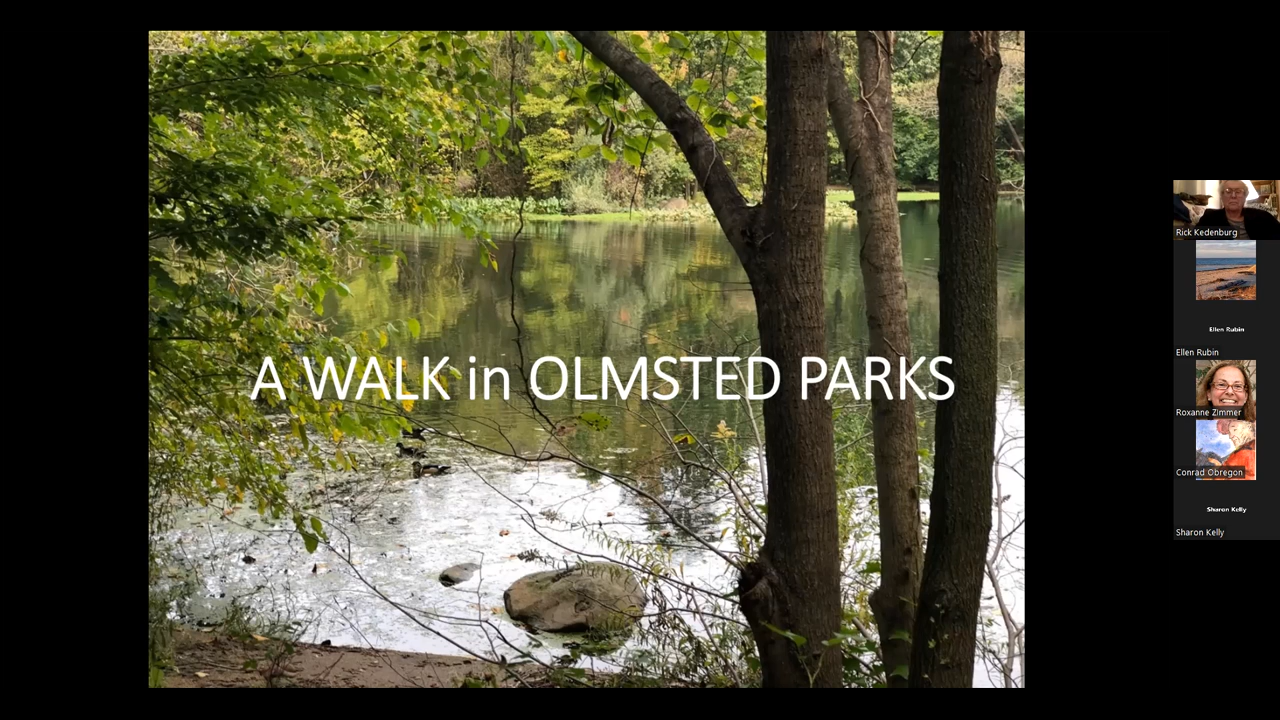 A WALK in OLMSTED PARKS
Rick Kedenburg
Ellen Rubin
Ellen Rubin
Roxanne Zimmer
Conrad Obregon
Sharon Kelly
Sharon Kelly